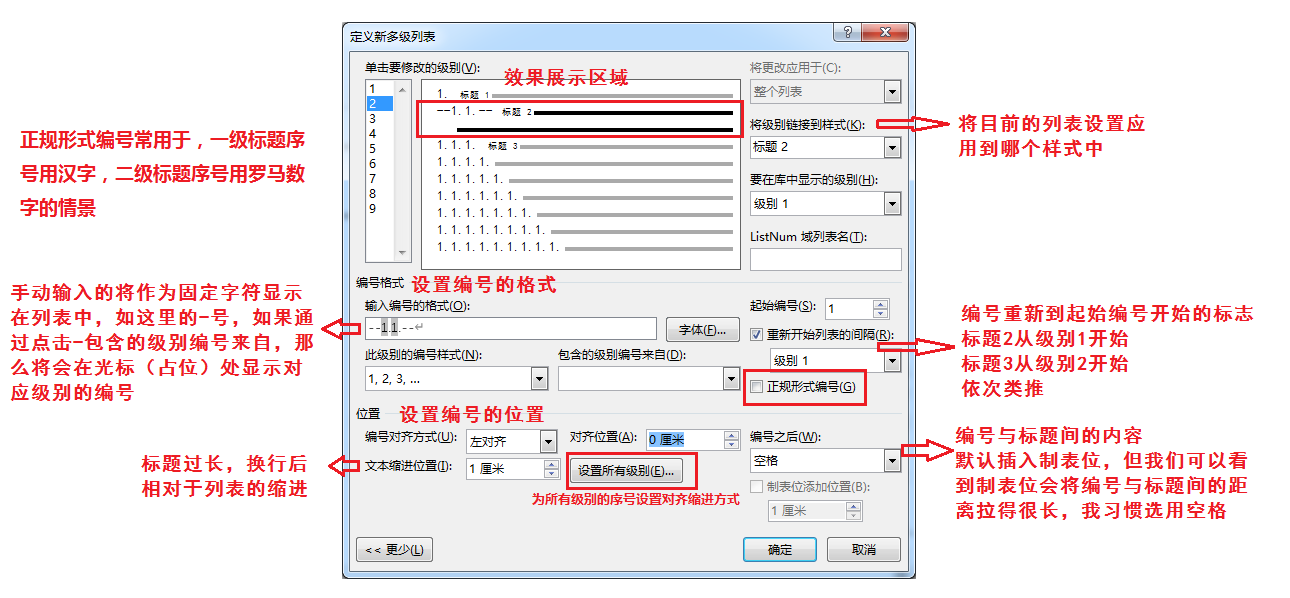 定义新多级列表
单击要修改的级别(V):
效果展示区域
1
2
3
4
5
6
7
8
9
1. 标题 1
--1.1.-- 标题 2
1.1.1. 标题 3
1.1.1.1.
1.1.1.1.1.
1.1.1.1.1.1.
1.1.1.1.1.1.1.
1.1.1.1.1.1.1.1.
1.1.1.1.1.1.1.1.1.
将更改应用于(C):
整个列表
将级别链接到样式(K):
标题 2
要在库中显示的级别(H):
级别 1
ListNum 域列表名(T):
将目前的列表设置应
用到哪个样式中
正规形式编号常用于，一级标题序
号用汉字，二级标题序号用罗马数
字的情景
编号格式
设置编号的格式
输入编号的格式(O):
--1.1.--
字体(F)...
此级别的编号样式(N):
1, 2, 3, ...
包含的级别编号来自(D):
起始编号(S):
1
重新开始列表的间隔(R):
级别 1
正规形式编号(G)
手动输入的将作为固定字符显示
在列表中，如这里的-号，如果通
过点击-包含的级别编号来自，那
么将会在光标（占位）处显示对
应级别的编号
编号重新到起始编号开始的标志
标题2从级别1开始
标题3从级别2开始
依次类推
位置
设置编号的位置
编号对齐方式(U):
左对齐
对齐位置(A):
0 厘米
文本缩进位置(I):
1 厘米
设置所有级别(E)...
为所有级别的序号设置对齐缩进方式
编号之后(W):
空格
制表位添加位置(B):
1 厘米
标题过长，换行后
相对于列表的缩进
编号与标题间的内容
默认插入制表位，但我们可以看
到制表位会将编号与标题间的距
离拉得很长，我习惯选用空格
<< 更少(L)
确定
取消